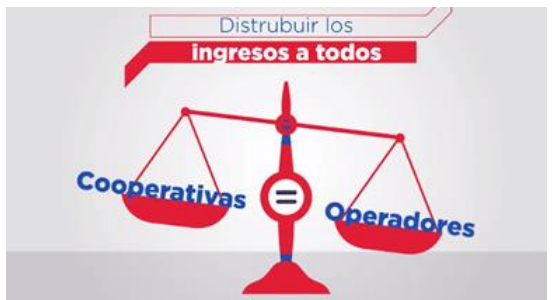 Distrubuir los
ingresos a todos
Cooperativas
=
Operadores